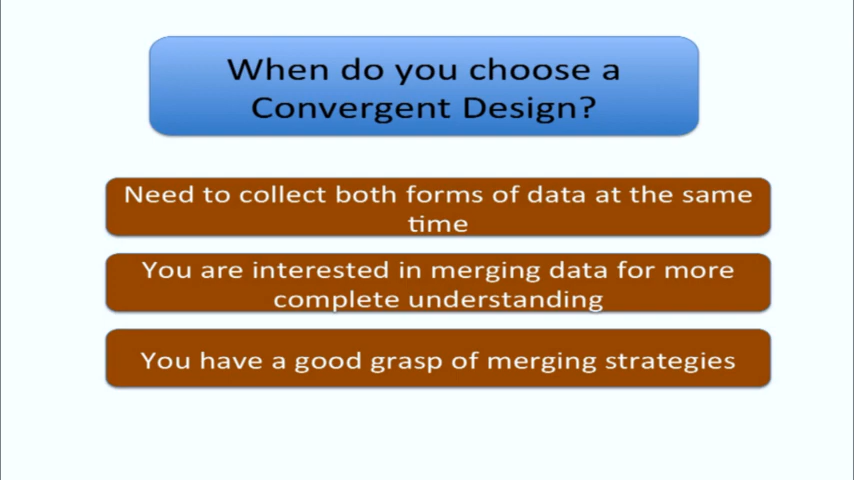 When do you choose a
Convergent Design?
Need to collect both forms of data at the same
time
You are interested in merging data for more
complete understanding
You have a good grasp of merging strategies